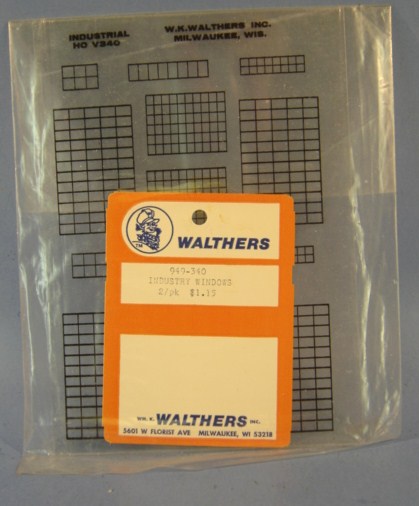 INDUSTRIAL
HO V340
W.K.WALTHERS INC.
MILWAUKEE, WIS.
WALTHERS
949-340
INDUSTRY WINDOWS
2/pk $1.19
WM. K. WALTHERS INC.
5601 W FLORIST AVE MILWAUKEE, WI 53218